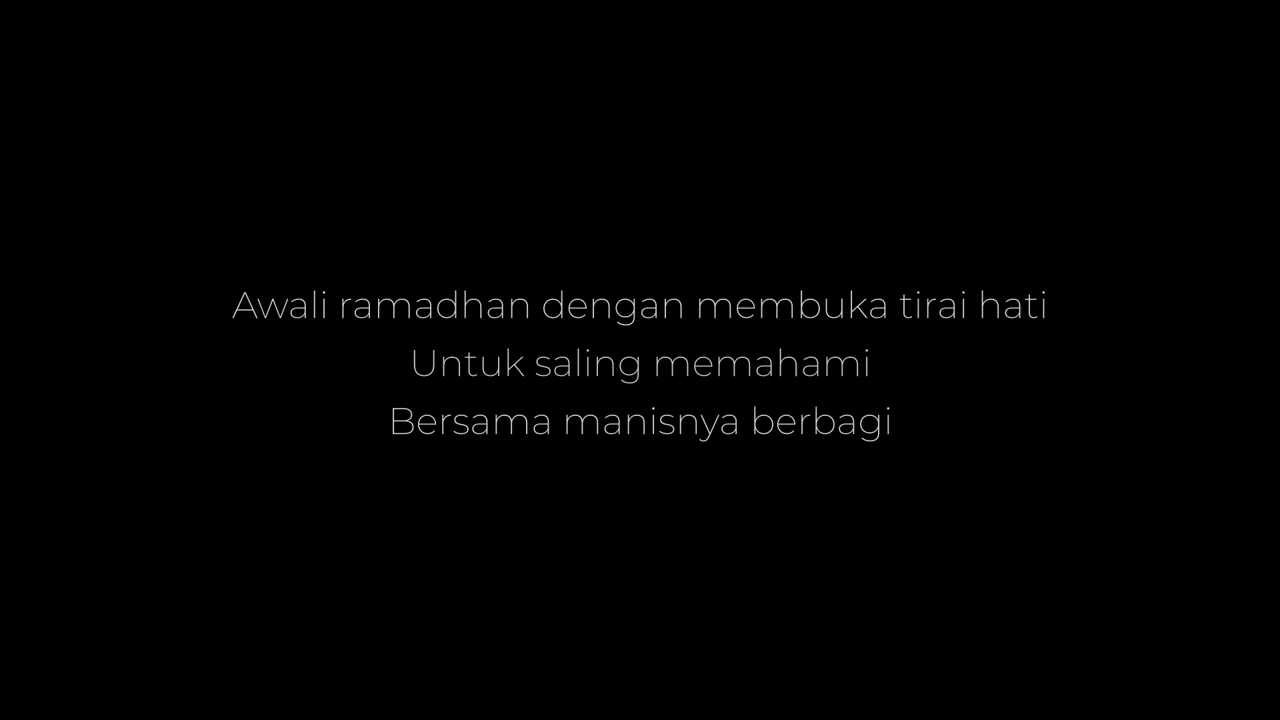 Awali ramadhan dengan membuka tirai hati
Untuk saling memahami
Bersama manisnya berbagi